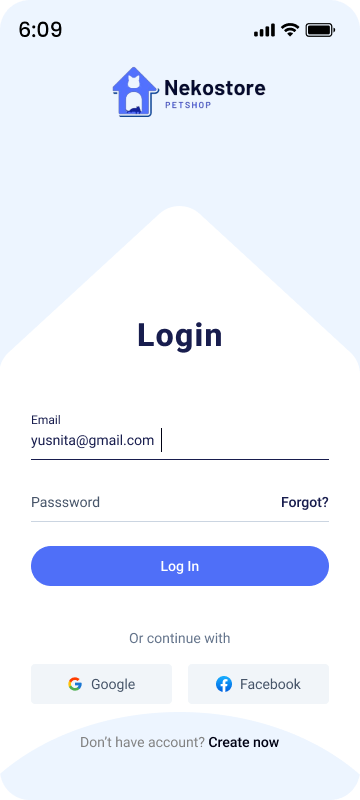 6:09
Nekostore
PETSHOP
Login
Email
yusnita@gmail.com
Passsword Forgot?
Log In
Or continue with
Google Facebook
Don’t have account? Create now